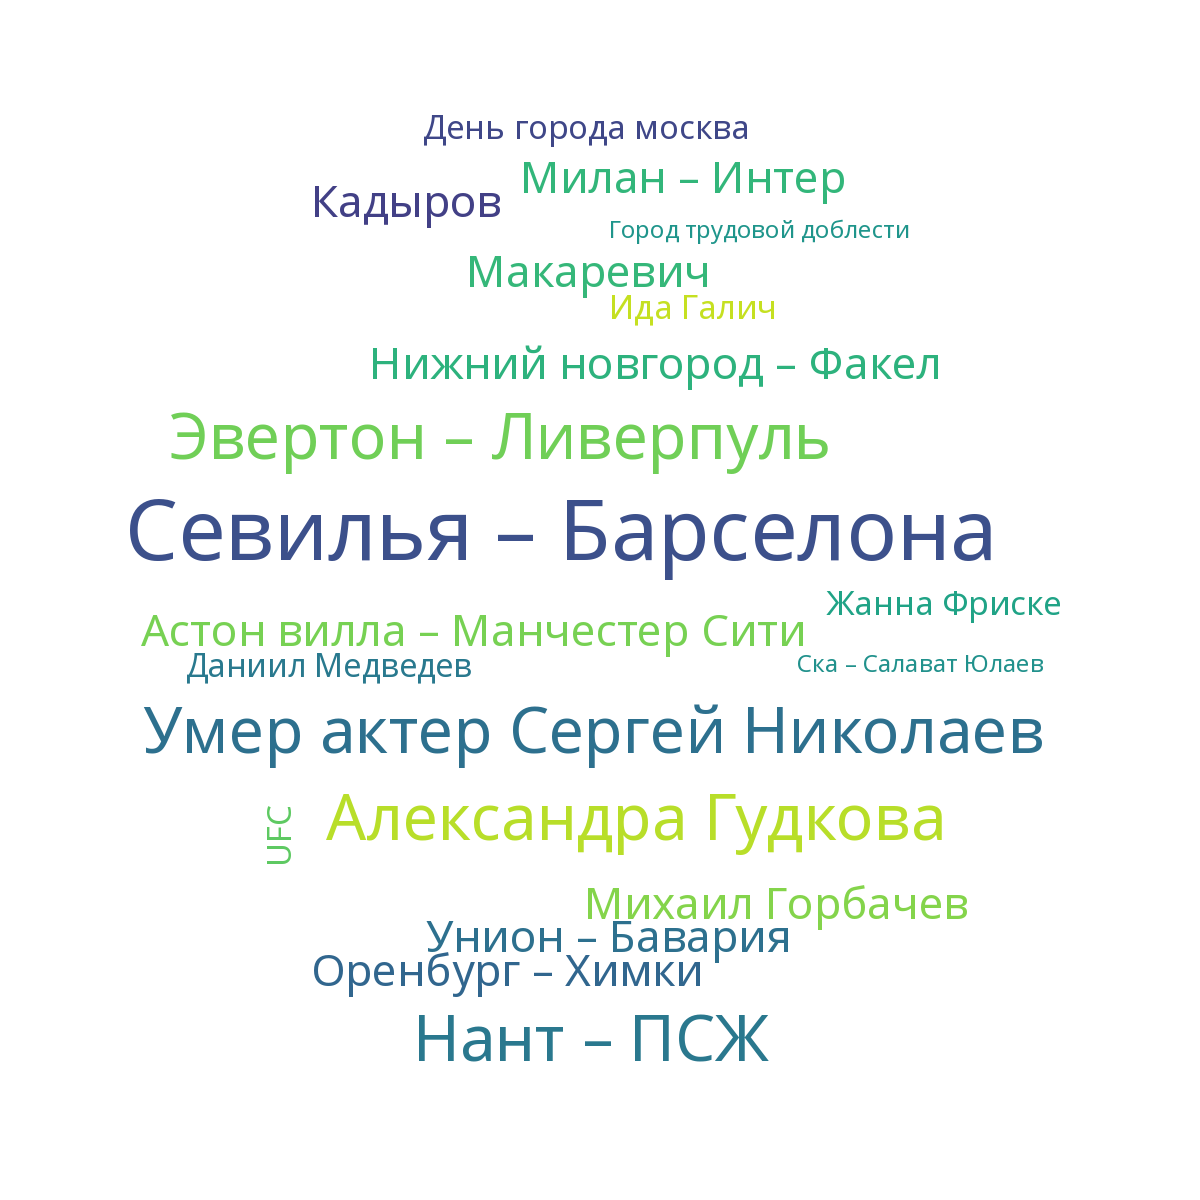 День города москва
Милан – Интер
Кадыров
Город трудовой доблести
Макаревич
Ида Галич
Нижний новгород – Факел
Эвертон – Ливерпуль
Севилья – Барселона
Жанна Фриске
Астон вилла – Манчестер Сити
Даниил Медведев
Ска – Салават Юлаев
Умер актер Сергей Николаев
Александра Гудкова
UFC
Михаил Горбачев
Унион – Бавария
Оренбург – Химки
Нант – ПСЖ